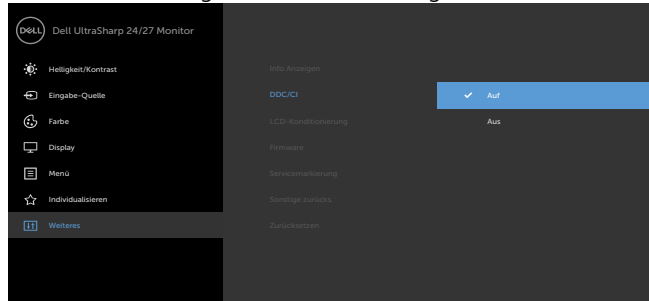 DELL Dell UltraSharp 24/27 Monitor
Helligkeit/Kontrast
Eingabe-Quelle
Farbe
Display
Menü
Individualisieren
Weiteres
Info Anzeigen
DDC/CI
LCD-Konditionierung
Firmware
Servicemarkierung
Sonstige zurücks.
Zurücksetzen
Auf
Aus